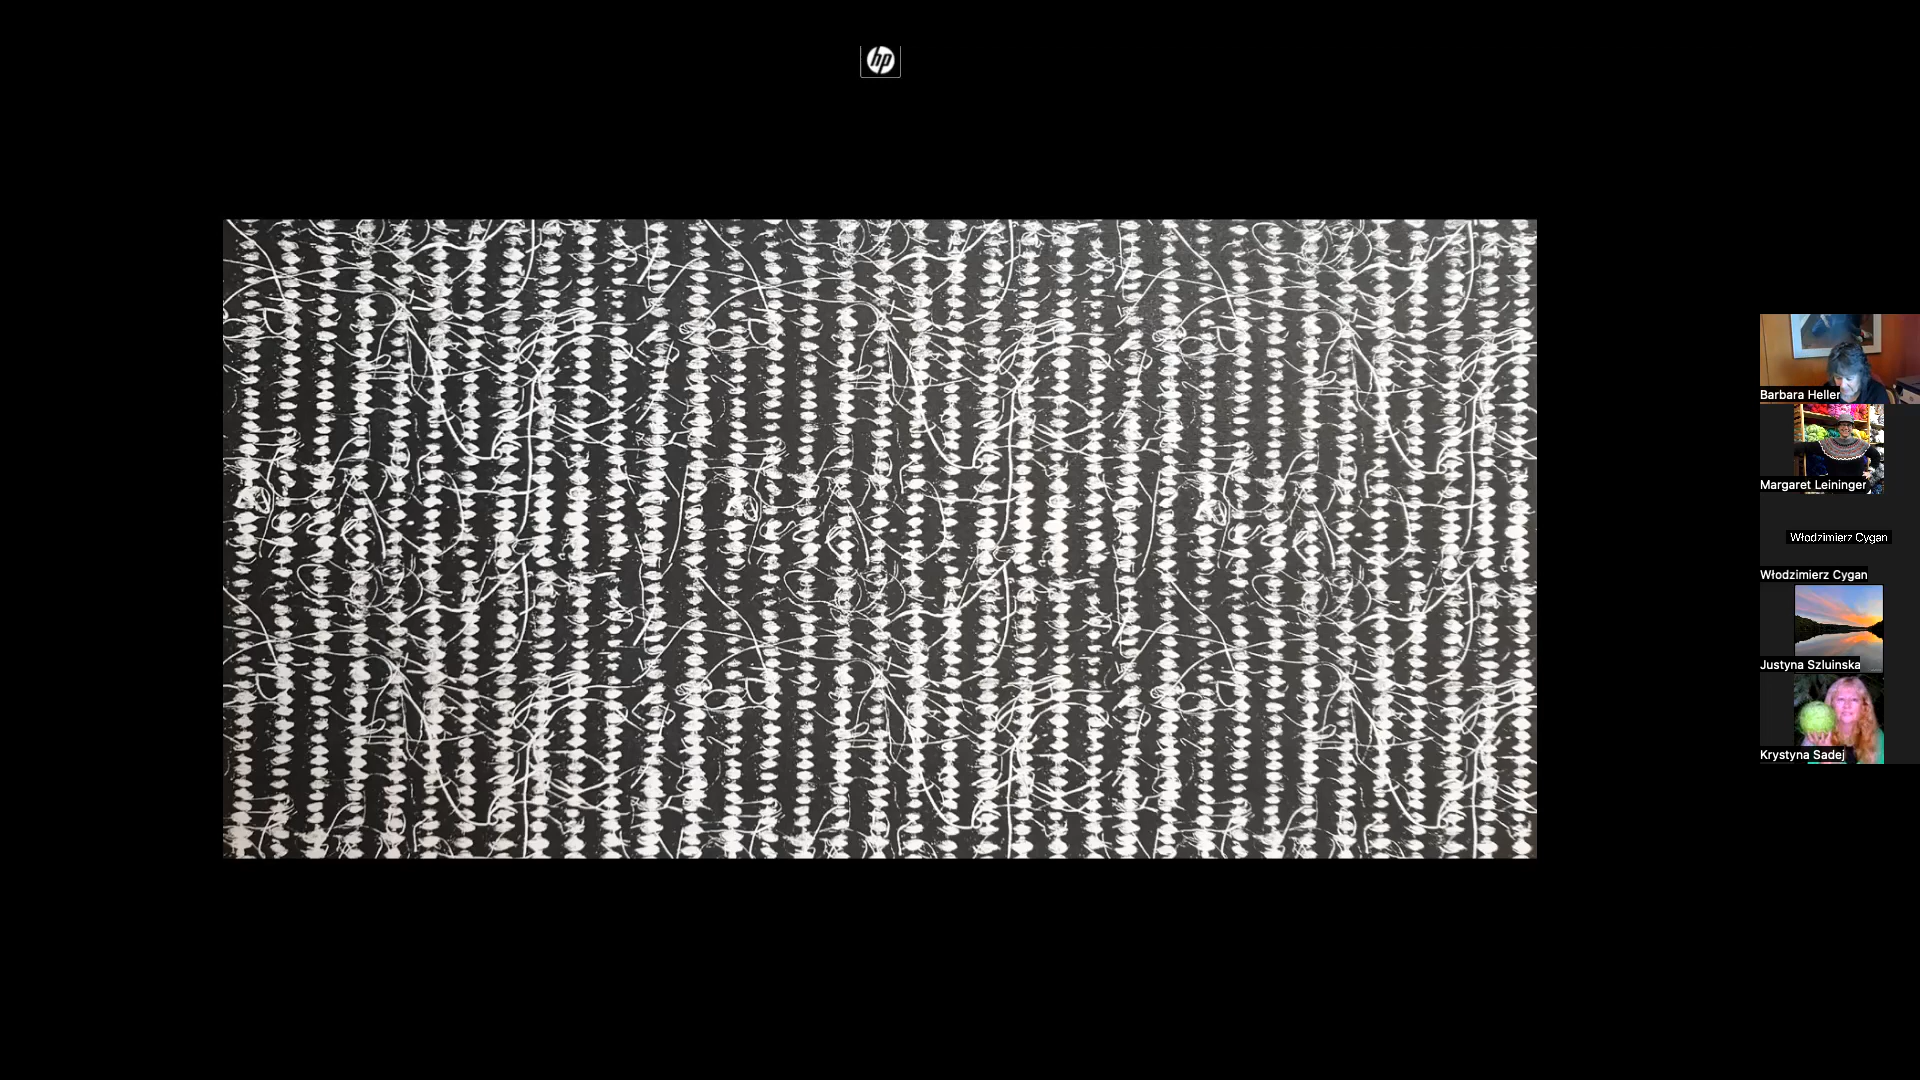 hp
Barbara Heller
Margaret Leininger
Włodzimierz Cygan
Włodzimierz Cygan
Justyna Szluinska
Krystyna Sadej